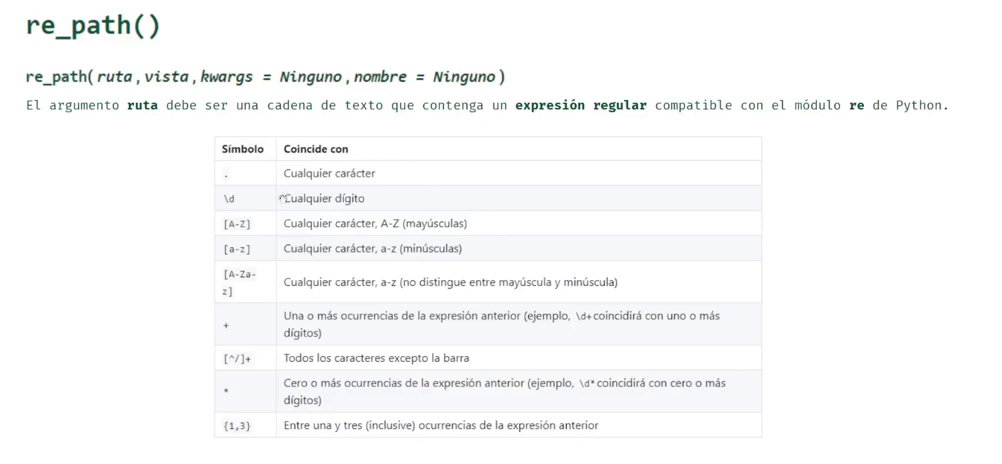 re_path()
re_path(ruta,vista,kwargs = Ninguno,nombre = Ninguno)
El argumento ruta debe ser una cadena de texto que contenga un expresión regular compatible con el módulo re de Python.
Símbolo Coincide con
. Cualquier carácter
\d Cualquier dígito
[A-Z] Cualquier carácter, A-Z (mayúsculas)
[a-z] Cualquier carácter, a-z (minúsculas)
[A-Za-
z] Cualquier carácter, a-z (no distingue entre mayúscula y minúscula)
+ Una o más ocurrencias de la expresión anterior (ejemplo, \d+ coincidirá con uno o más
dígitos)
[^/]+ Todos los caracteres excepto la barra
* Cero o más ocurrencias de la expresión anterior (ejemplo, \d* coincidirá con cero o más
dígitos)
{1,3} Entre una y tres (inclusive) ocurrencias de la expresión anterior